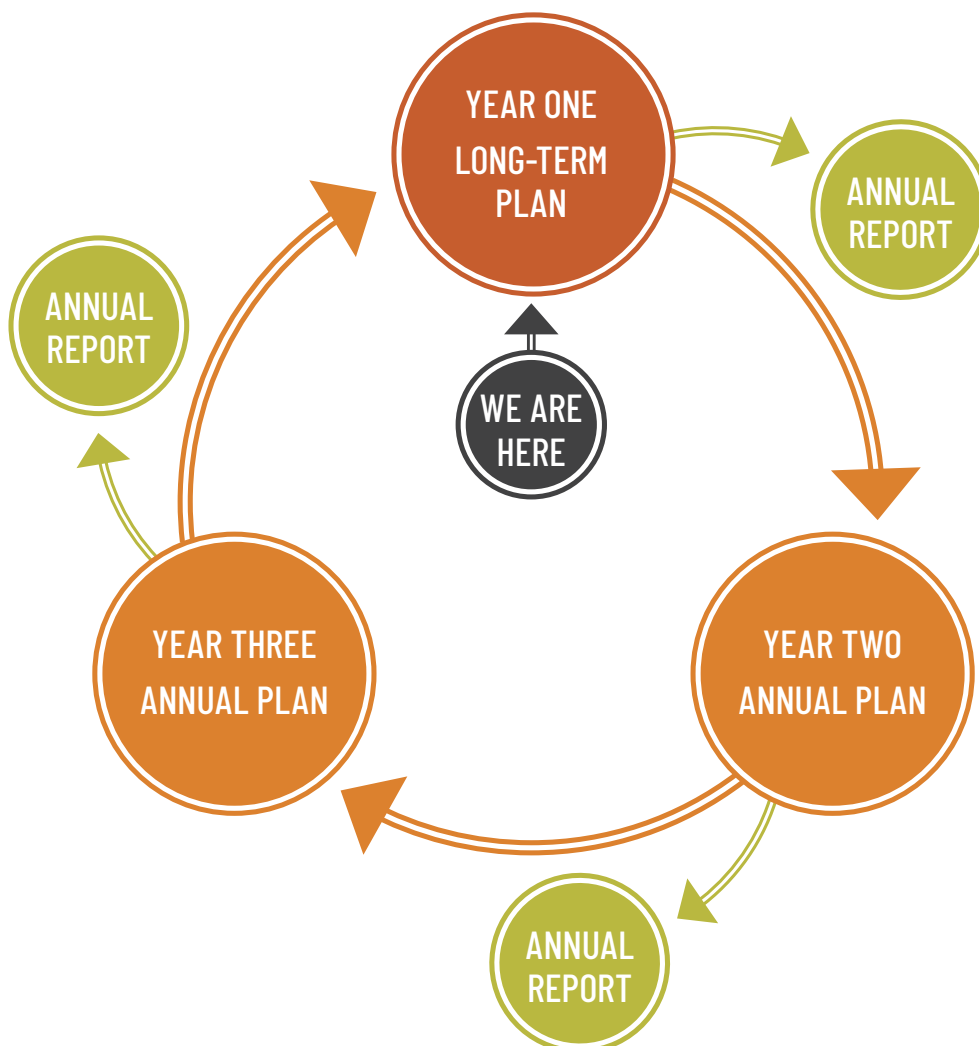 YEAR ONE
LONG-TERM
PLAN
ANNUAL
REPORT
ANNUAL
REPORT
WE ARE
HERE
YEAR THREE
ANNUAL PLAN
YEAR TWO
ANNUAL PLAN
ANNUAL
REPORT